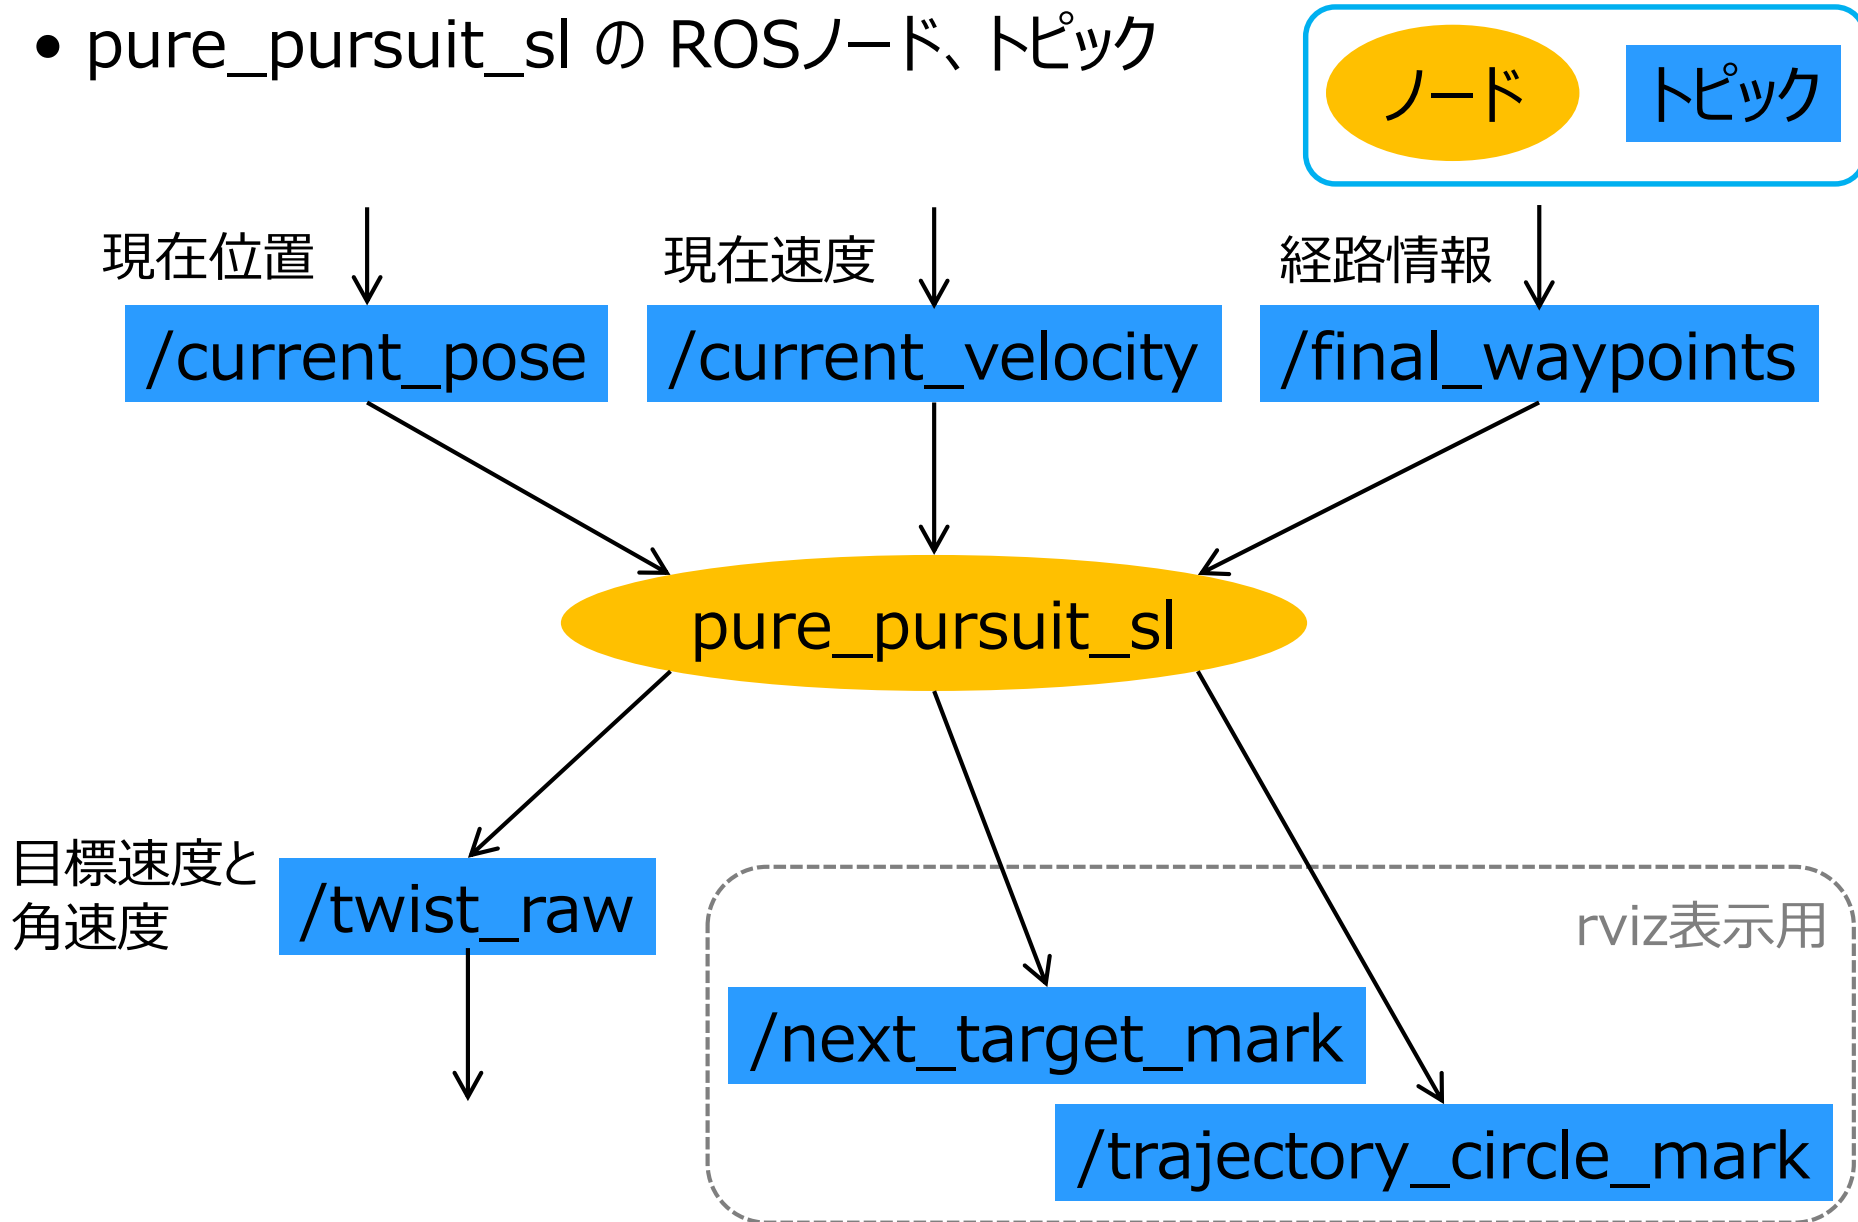 • pure_pursuit_sl の ROSノード、トピック
ノード
トピック
現在位置
現在速度
経路情報
/current_pose
/current_velocity
/final_waypoints
pure_pursuit_sl
目標速度と
角速度
/twist_raw
rviz表示用
/next_target_mark
/trajectory_circle_mark